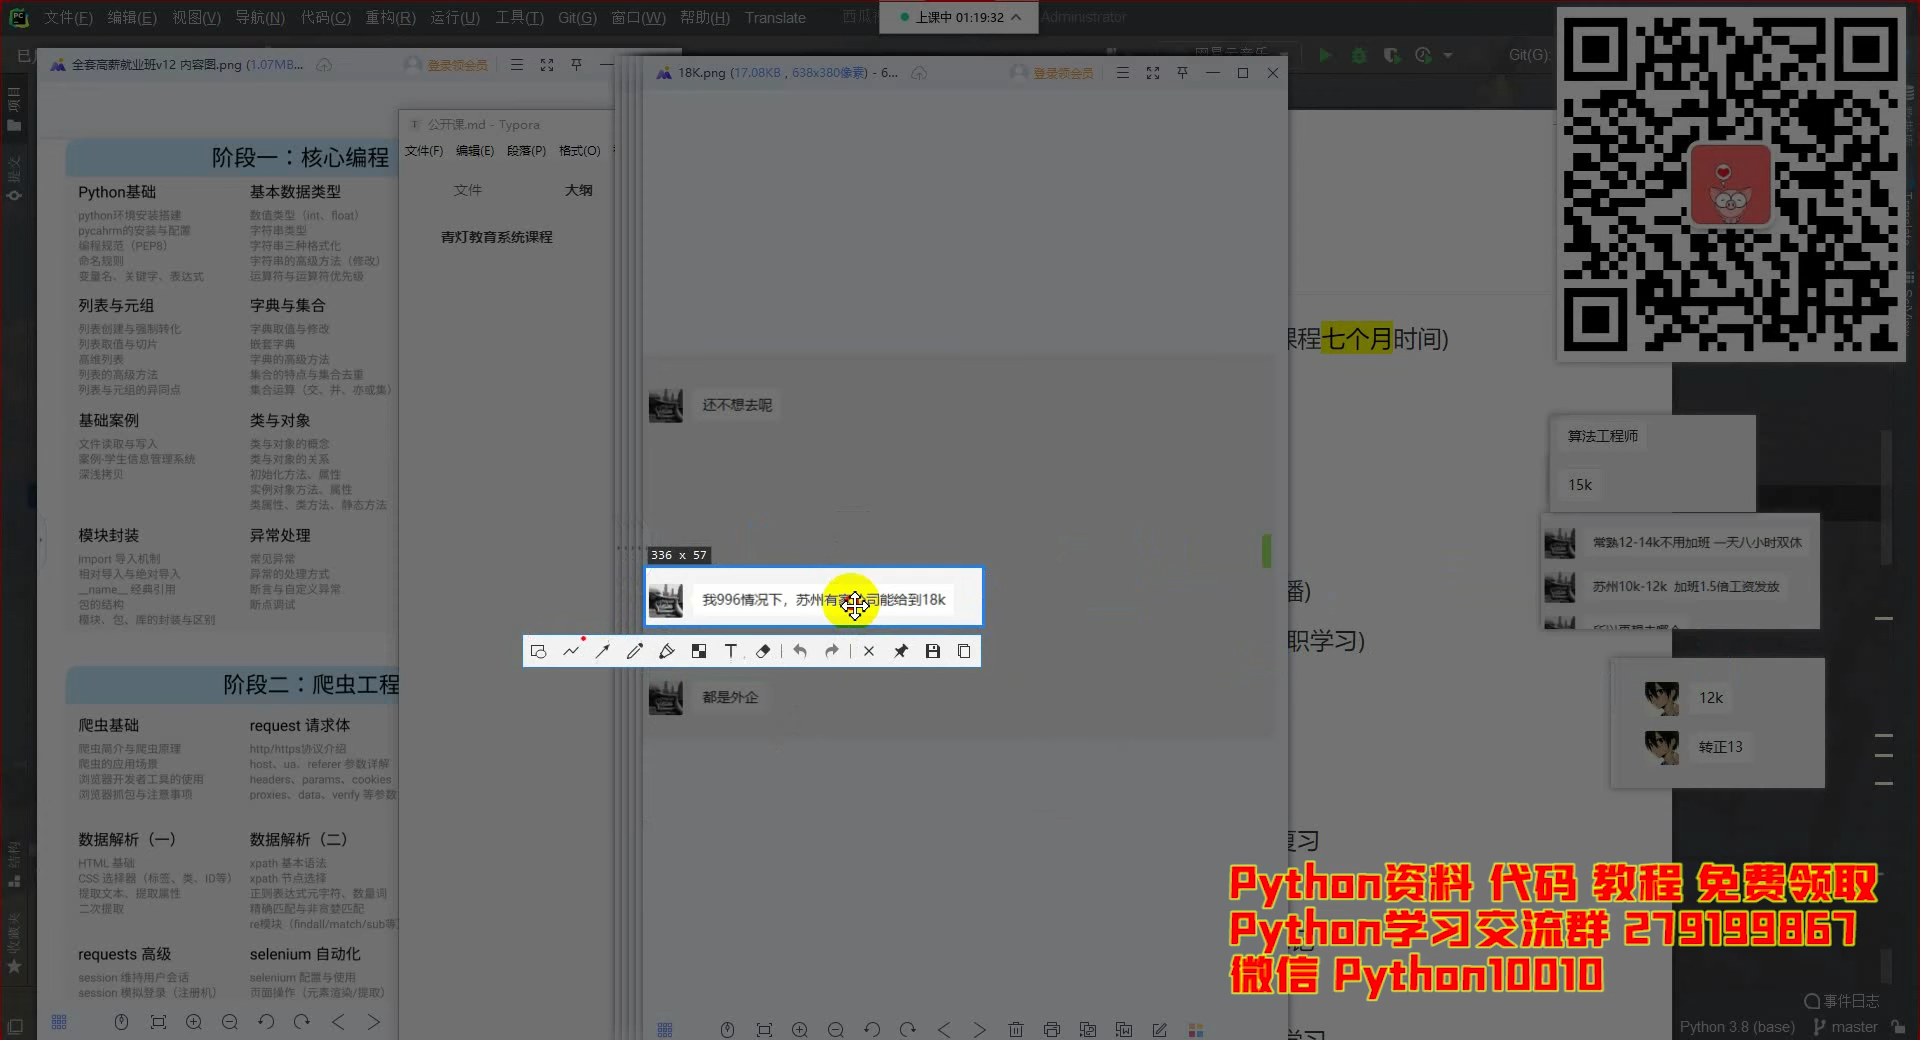 文件(F) 编辑(E) 视图(V) 导航(N) 代码(C) 重构(R) 运行(U) 工具(T) Git(G) 窗口(W) 帮助(H) Translate
上课中 01:19:32
Administrator
Git(G):
项目
提交
结构
收藏夹
全套高薪就业班v12 内容图.png (1.07MB...
登录领会员
阶段一：核心编程
Python基础
python环境安装搭建
pycahrm的安装与配置
编程规范（PEP8）
命名规则
变量名、关键字、表达式
基本数据类型
数值类型（int、float）
字符串类型
字符串三种格式化
字符串的高级方法（修改）
运算符与运算符优先级
列表与元组
列表创建与强制转化
列表取值与切片
高维列表
列表的高级方法
列表与元组的异同点
字典与集合
字典取值与修改
嵌套字典
字典的高级方法
集合的特点与集合去重
集合运算（交、并、亦或集）
基础案例
文件读取与写入
案例-学生信息管理系统
深浅拷贝
类与对象
类与对象的概念
类与对象的关系
初始化方法、属性
实例对象方法、属性
类属性、类方法、静态方法
模块封装
import 导入机制
相对导入与绝对导入
__name__ 经典引用
包的结构
模块、包、库的封装与区别
异常处理
常见异常
异常的处理方式
断言与自定义异常
断点调试
阶段二：爬虫工程
爬虫基础
爬虫简介与爬虫原理
爬虫的应用场景
浏览器开发者工具的使用
浏览器抓包与注意事项
request 请求体
http/https协议介绍
host、ua、referer 参数详解
headers、params、cookies
proxies、data、verify 等参数
数据解析（一）
HTML 基础
CSS 选择器（标签、类、ID等）
提取文本、提取属性
二次提取
数据解析（二）
xpath 基本语法
xpath 节点选择
正则表达式元字符、数量词
精确匹配与非贪婪匹配
re模块（findall/match/sub等
requests 高级
session 维持用户会话
session 模拟登录（注册机）
selenium 自动化
selenium 配置与使用
页面操作（元素渲染/提取）
公开课.md - Typora
文件(F) 编辑(E) 段落(P) 格式(O)
文件 大纲
青灯教育系统课程
18K.png (17.08KB , 638x380像素) - 6...
登录领会员
还不想去呢
336 x 57
我996情况下，苏州有家公司能给到18k
都是外企
课程七个月时间)
播)
职学习)
复习
学习
算法工程师
15k
常熟12-14k不用加班 一天八小时双休
苏州10k-12k 加班1.5倍工资发放
12k
转正13
Python资料 代码 教程 免费领取
Python学习交流群 279199867
微信 Python10010
事件日志
Python 3.8 (base) master